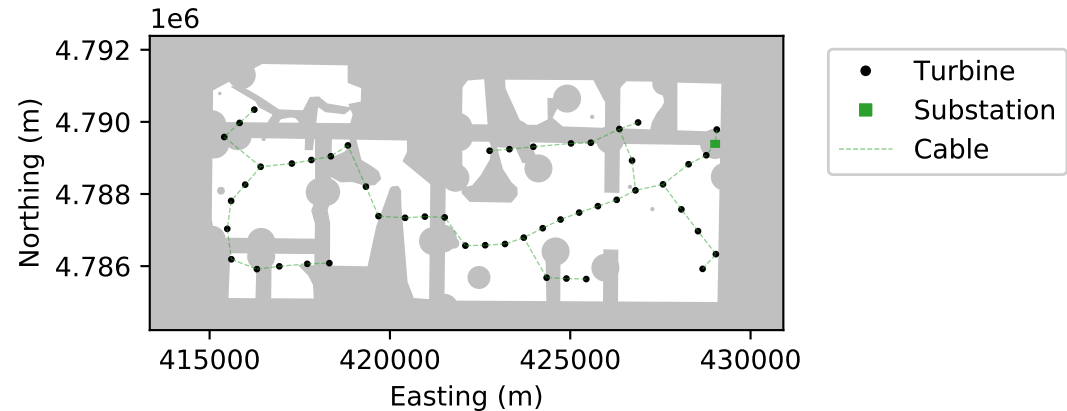 1e6
4.792
4.790
4.788
4.786
Northing (m)
415000 420000 425000 430000
Easting (m)
Turbine
Substation
Cable